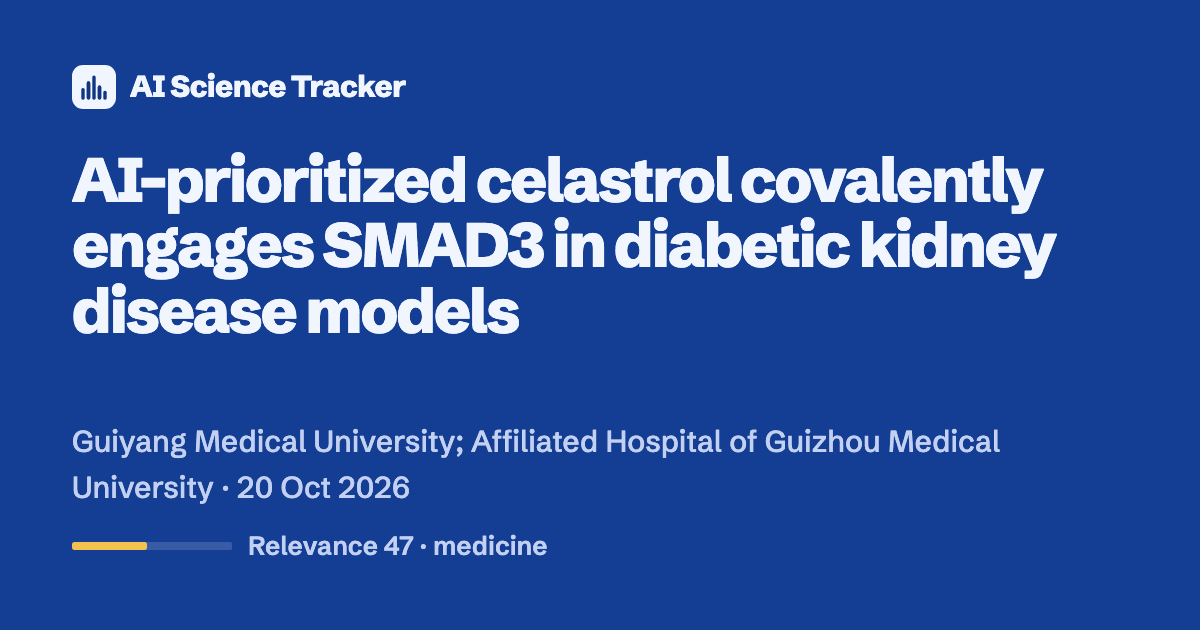 AI Science Tracker
AI-prioritized celastrol covalently
engages SMAD3 in diabetic kidney
disease models
Guiyang Medical University; Affiliated Hospital of Guizhou Medical
University · 20 Oct 2026
Relevance 47 · medicine